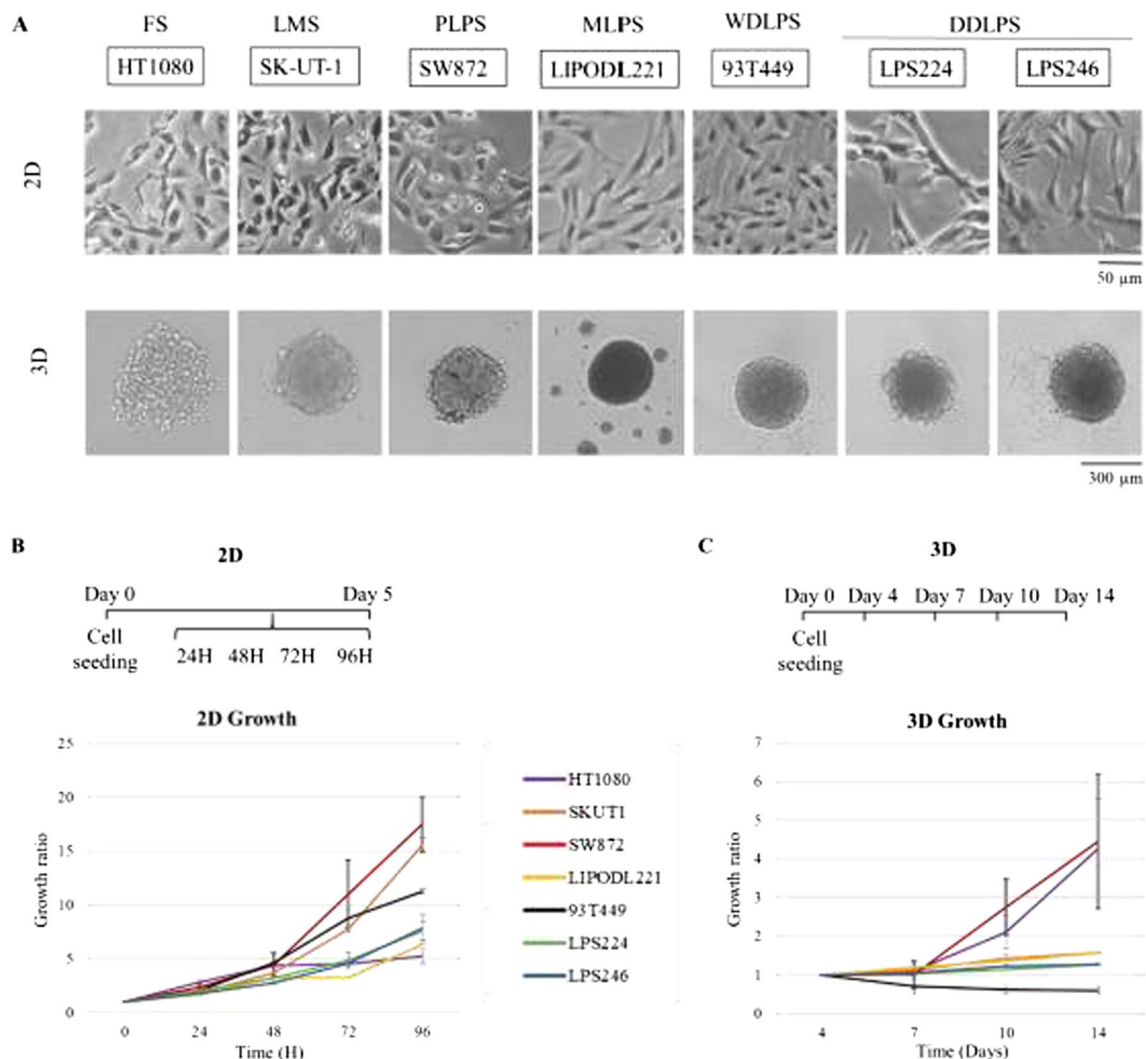 A
FS LMS PLPS MLPS WDLPS DDLPS
HT1080 SK-UT-1 SW872 LIPODL221 93T449 LPS224 LPS246
2D
50 µm
3D
300 µm
B
2D
Day 0 Day 5
Cell
seeding
24H 48H 72H 96H
2D Growth
25
20
15
10
5
0
Growth ratio
0 24 48 72 96
Time (H)
HT1080
SKUT1
SW872
LIPODL221
93T449
LPS224
LPS246
C
3D
Day 0 Day 4 Day 7 Day 10 Day 14
Cell
seeding
3D Growth
7
6
5
4
3
2
1
0
Growth ratio
4 7 10 14
Time (Days)